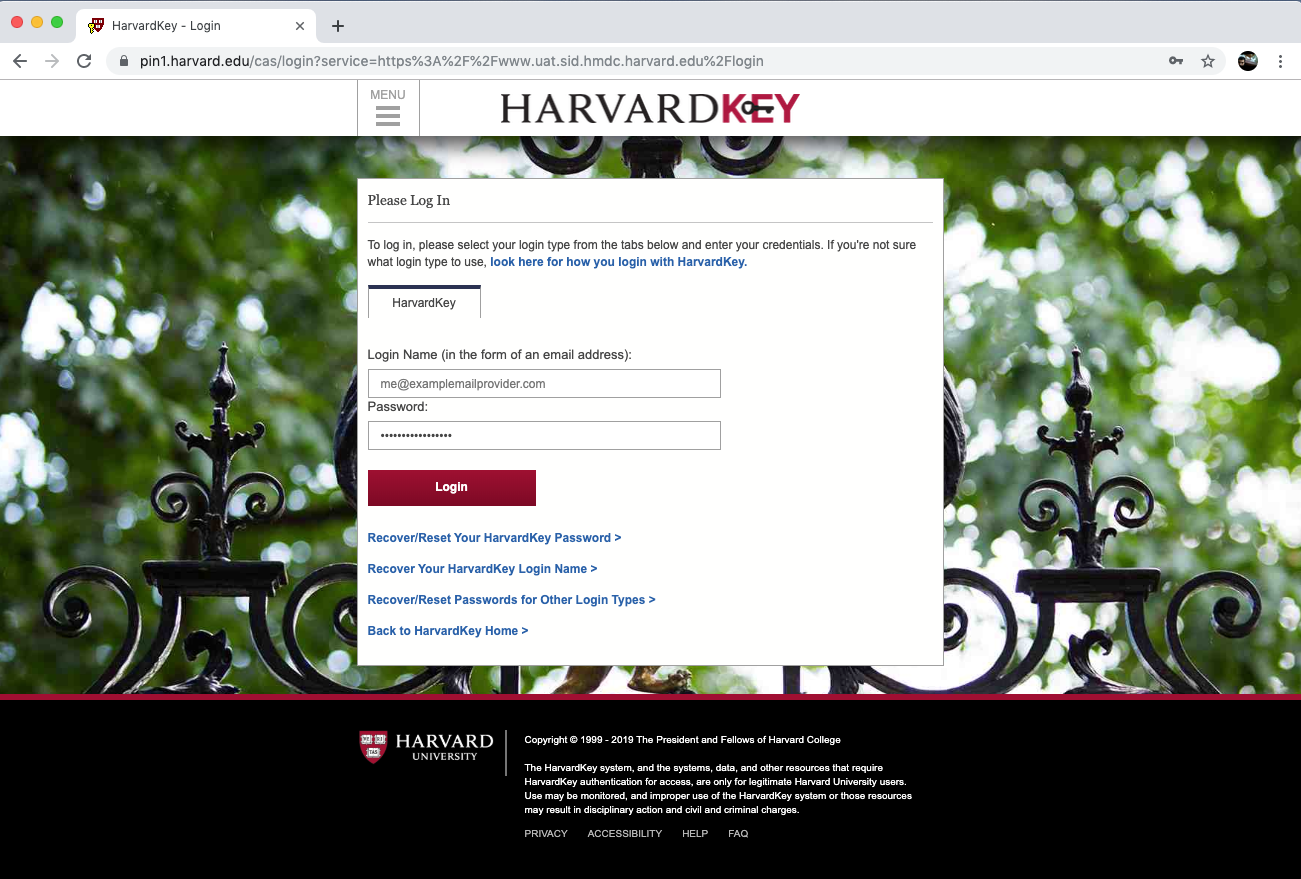 HarvardKey - Login
pin1.harvard.edu/cas/login?service=https%3A%2F%2Fwww.uat.sid.hmdc.harvard.edu%2Flogin
MENU
HARVARDKEY
Please Log In
To log in, please select your login type from the tabs below and enter your credentials. If you're not sure
what login type to use, look here for how you login with HarvardKey.
HarvardKey
Login Name (in the form of an email address):
me@examplemailprovider.com
Password:
•••••••••••••••••
Login
Recover/Reset Your HarvardKey Password >
Recover Your HarvardKey Login Name >
Recover/Reset Passwords for Other Login Types >
Back to HarvardKey Home >
VE RI TAS
HARVARD
UNIVERSITY
Copyright © 1999 - 2019 The President and Fellows of Harvard College
The HarvardKey system, and the systems, data, and other resources that require
HarvardKey authentication for access, are only for legitimate Harvard University users.
Use may be monitored, and improper use of the HarvardKey system or those resources
may result in disciplinary action and civil and criminal charges.
PRIVACY ACCESSIBILITY HELP FAQ